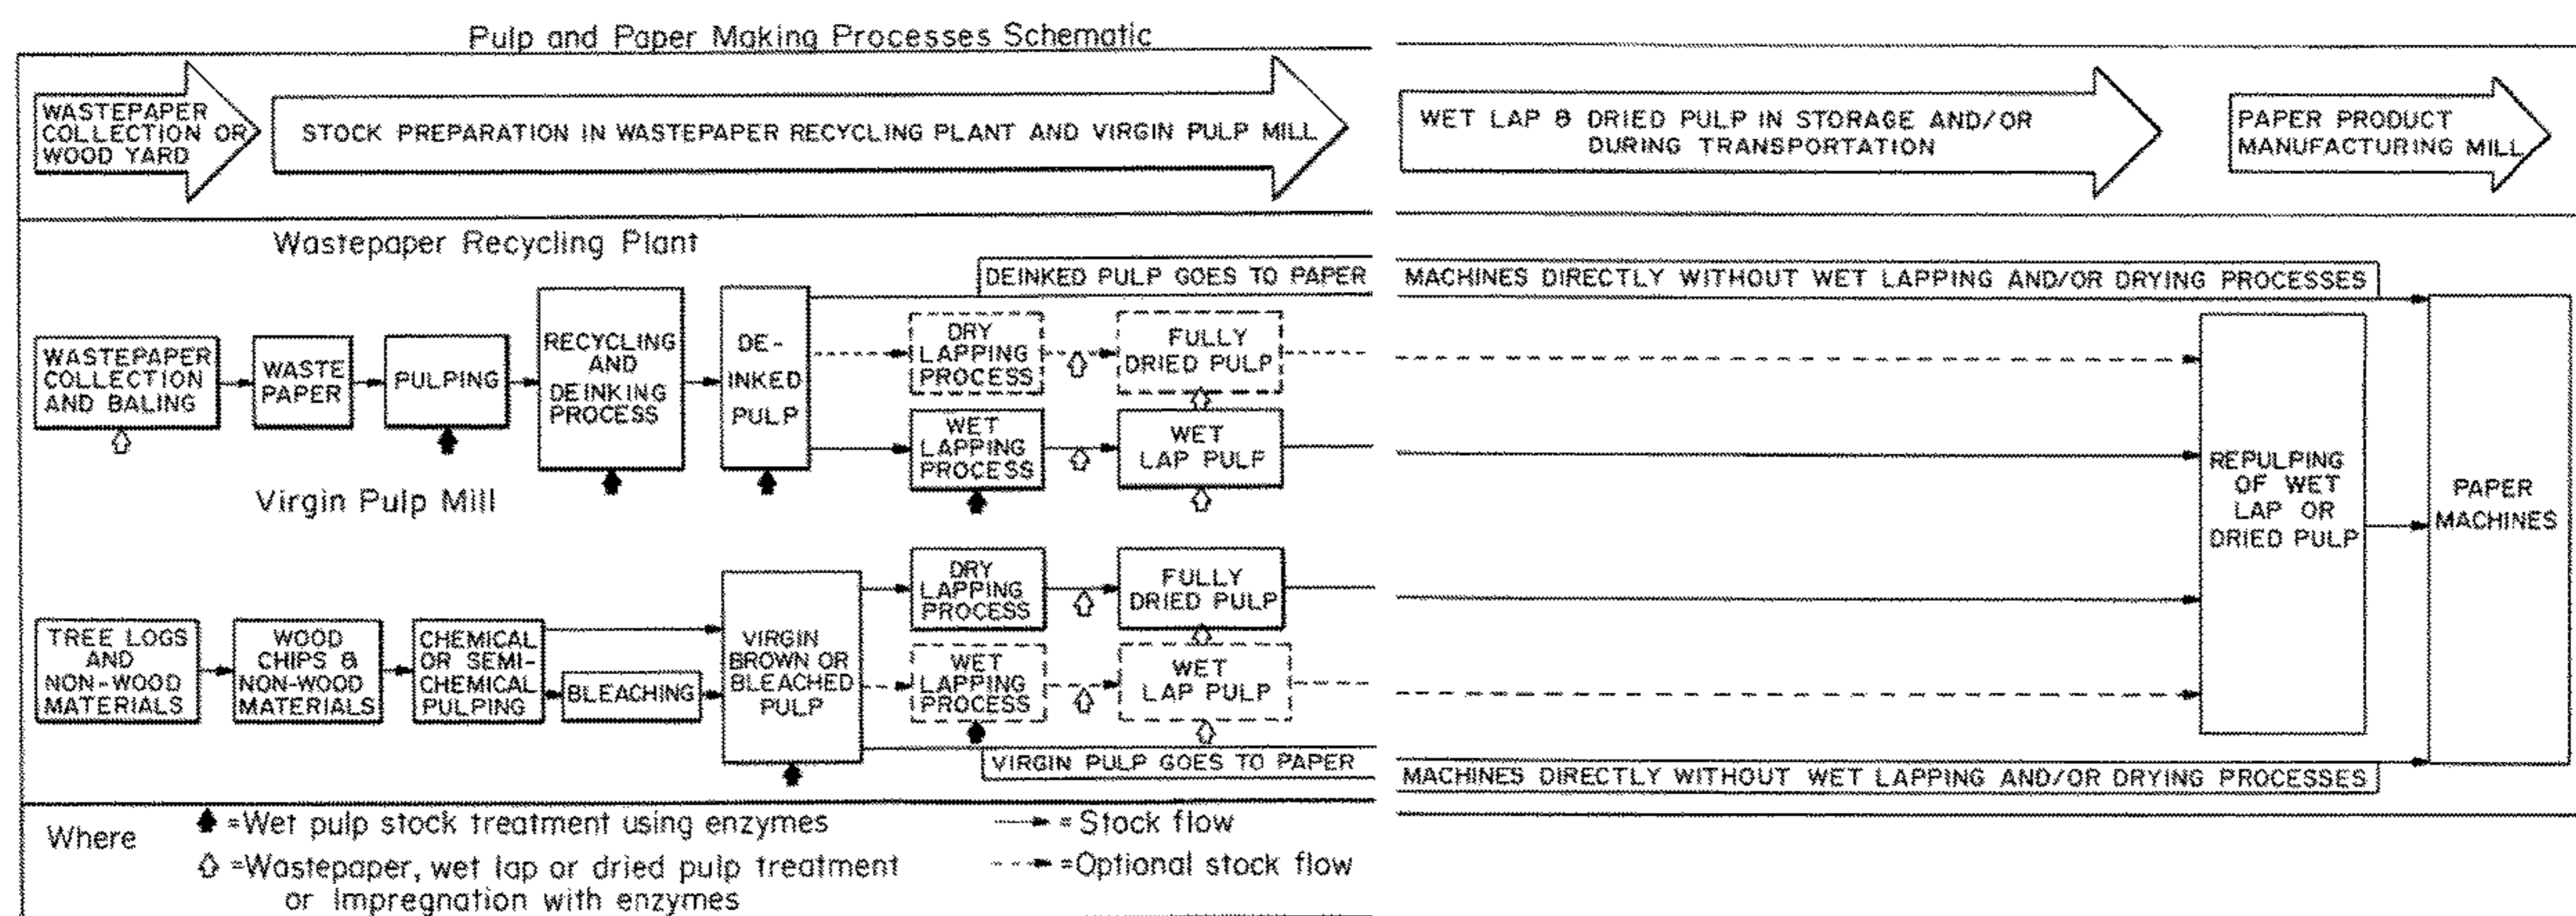 Pulp and Paper Making Processes Schematic
WASTEPAPER
COLLECTION OR
WOOD YARD
STOCK PREPARATION IN WASTEPAPER RECYCLING PLANT AND VIRGIN PULP MILL
WET LAP & DRIED PULP IN STORAGE AND/OR
DURING TRANSPORTATION
PAPER PRODUCT
MANUFACTURING MILL
Wastepaper Recycling Plant
DEINKED PULP GOES TO PAPER
MACHINES DIRECTLY WITHOUT WET LAPPING AND/OR DRYING PROCESSES
WASTEPAPER
COLLECTION
AND BALING
WASTE
PAPER
PULPING
RECYCLING
AND
DEINKING
PROCESS
DE-
INKED
PULP
DRY
LAPPING
PROCESS
FULLY
DRIED PULP
WET
LAPPING
PROCESS
WET
LAP PULP
REPULPING
OF WET
LAP OR
DRIED PULP
PAPER
MACHINES
Virgin Pulp Mill
TREE LOGS
AND
NON-WOOD
MATERIALS
WOOD
CHIPS &
NON-WOOD
MATERIALS
CHEMICAL
OR SEMI-
CHEMICAL
PULPING
BLEACHING
VIRGIN
BROWN OR
BLEACHED
PULP
DRY
LAPPING
PROCESS
FULLY
DRIED PULP
WET
LAPPING
PROCESS
WET
LAP PULP
VIRGIN PULP GOES TO PAPER
MACHINES DIRECTLY WITHOUT WET LAPPING AND/OR DRYING PROCESSES
Where
=Wet pulp stock treatment using enzymes
= Stock flow
=Wastepaper, wet lap or dried pulp treatment
or Impregnation with enzymes
=Optional stock flow